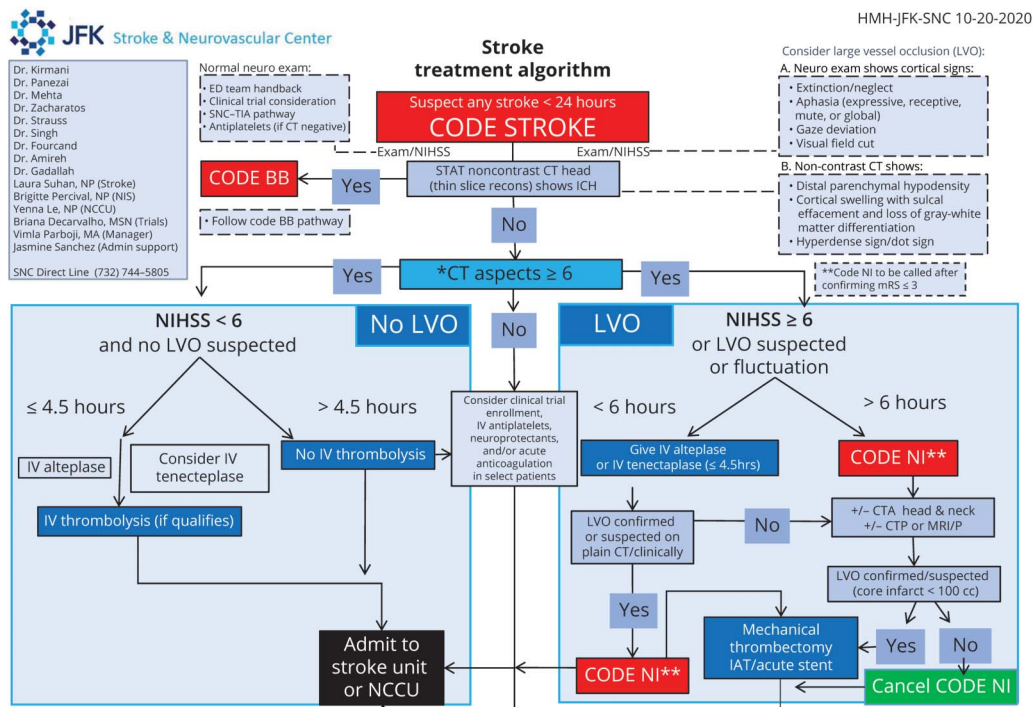 HMH-JFK-SNC 10-20-2020
JFK Stroke & Neurovascular Center
Dr. Kirmani
Dr. Panezai
Dr. Mehta
Dr. Zacharatos
Dr. Strauss
Dr. Singh
Dr. Fourcand
Dr. Amireh
Dr. Gadallah
Laura Suhan, NP (Stroke)
Brigitte Percival, NP (NIS)
Yenna Le, NP (NCCU)
Briana Decarvalho, MSN (Trials)
Vimla Parboji, MA (Manager)
Jasmine Sanchez (Admin support)
SNC Direct Line (732) 744–5805
Normal neuro exam:
• ED team handback
• Clinical trial consideration
• SNC–TIA pathway
• Antiplatelets (if CT negative)
Stroke
treatment algorithm
Suspect any stroke < 24 hours
CODE STROKE
Exam/NIHSS
Exam/NIHSS
Consider large vessel occlusion (LVO):
A. Neuro exam shows cortical signs:
• Extinction/neglect
• Aphasia (expressive, receptive,
mute, or global)
• Gaze deviation
• Visual field cut
B. Non-contrast CT shows:
• Distal parenchymal hypodensity
• Cortical swelling with sulcal
effacement and loss of gray-white
matter differentiation
• Hyperdense sign/dot sign
STAT noncontrast CT head
(thin slice recons) shows ICH
Yes
CODE BB
• Follow code BB pathway
No
*CT aspects ≥ 6
Yes
Yes
No
**Code NI to be called after
confirming mRS ≤ 3
No LVO
NIHSS < 6
and no LVO suspected
≤ 4.5 hours
> 4.5 hours
IV alteplase
Consider IV
tenecteplase
No IV thrombolysis
IV thrombolysis (if qualifies)
Consider clinical trial
enrollment,
IV antiplatelets,
neuroprotectants,
and/or acute
anticoagulation
in select patients
Admit to
stroke unit
or NCCU
LVO
NIHSS ≥ 6
or LVO suspected
or fluctuation
< 6 hours
> 6 hours
Give IV alteplase
or IV tenectaplase (≤ 4.5hrs)
CODE NI**
LVO confirmed
or suspected on
plain CT/clinically
No
+/– CTA head & neck
+/– CTP or MRI/P
LVO confirmed/suspected
(core infarct < 100 cc)
Yes
CODE NI**
Mechanical
thrombectomy
IAT/acute stent
Yes
No
Cancel CODE NI